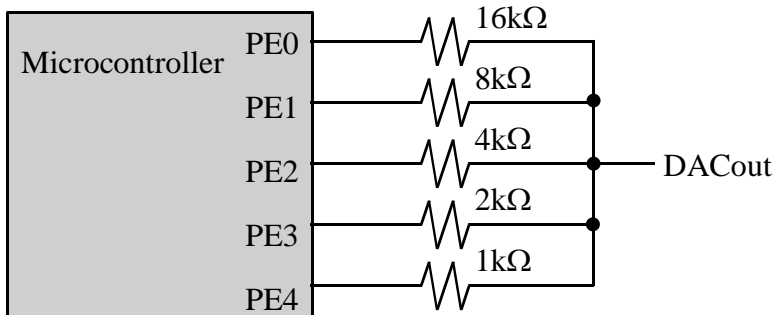 Microcontroller
PE0
16kΩ
PE1
8kΩ
PE2
4kΩ
DACout
PE3
2kΩ
PE4
1kΩ